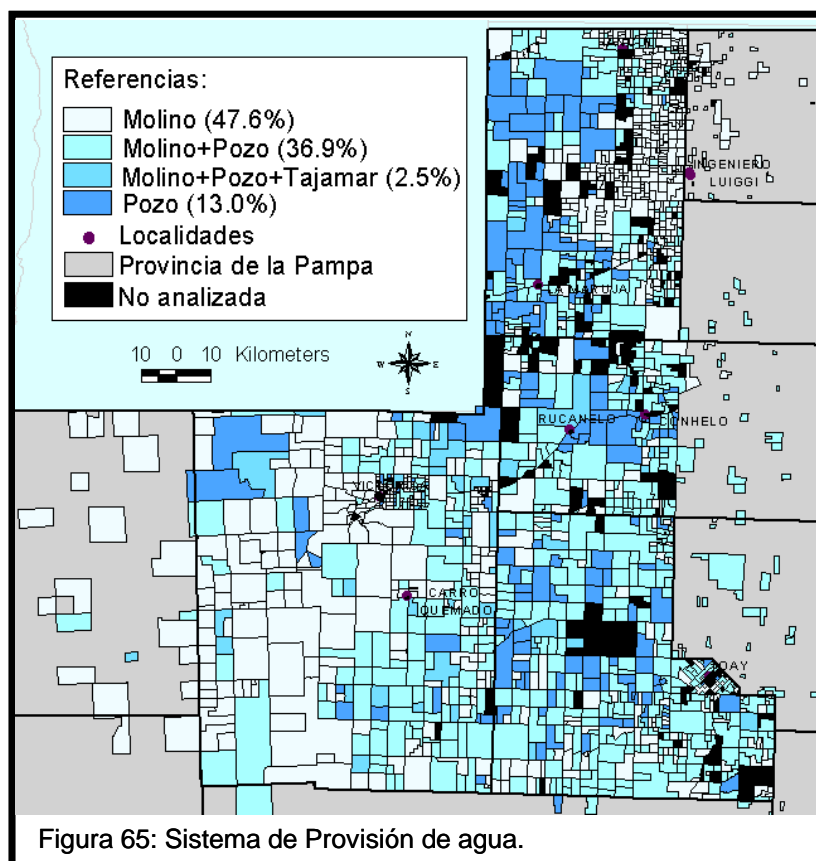 Referencias:
Molino (47.6%)
Molino+Pozo (36.9%)
Molino+Pozo+Tajamar (2.5%)
Pozo (13.0%)
Localidades
Provincia de la Pampa
No analizada
10 0 10 Kilometers
N
W E
S
INGENIERO
LUIGGI
LA MARUJA
RUCANELO
CONHELO
CARRO
QUEMADO
TOAY
Figura 65: Sistema de Provisión de agua.